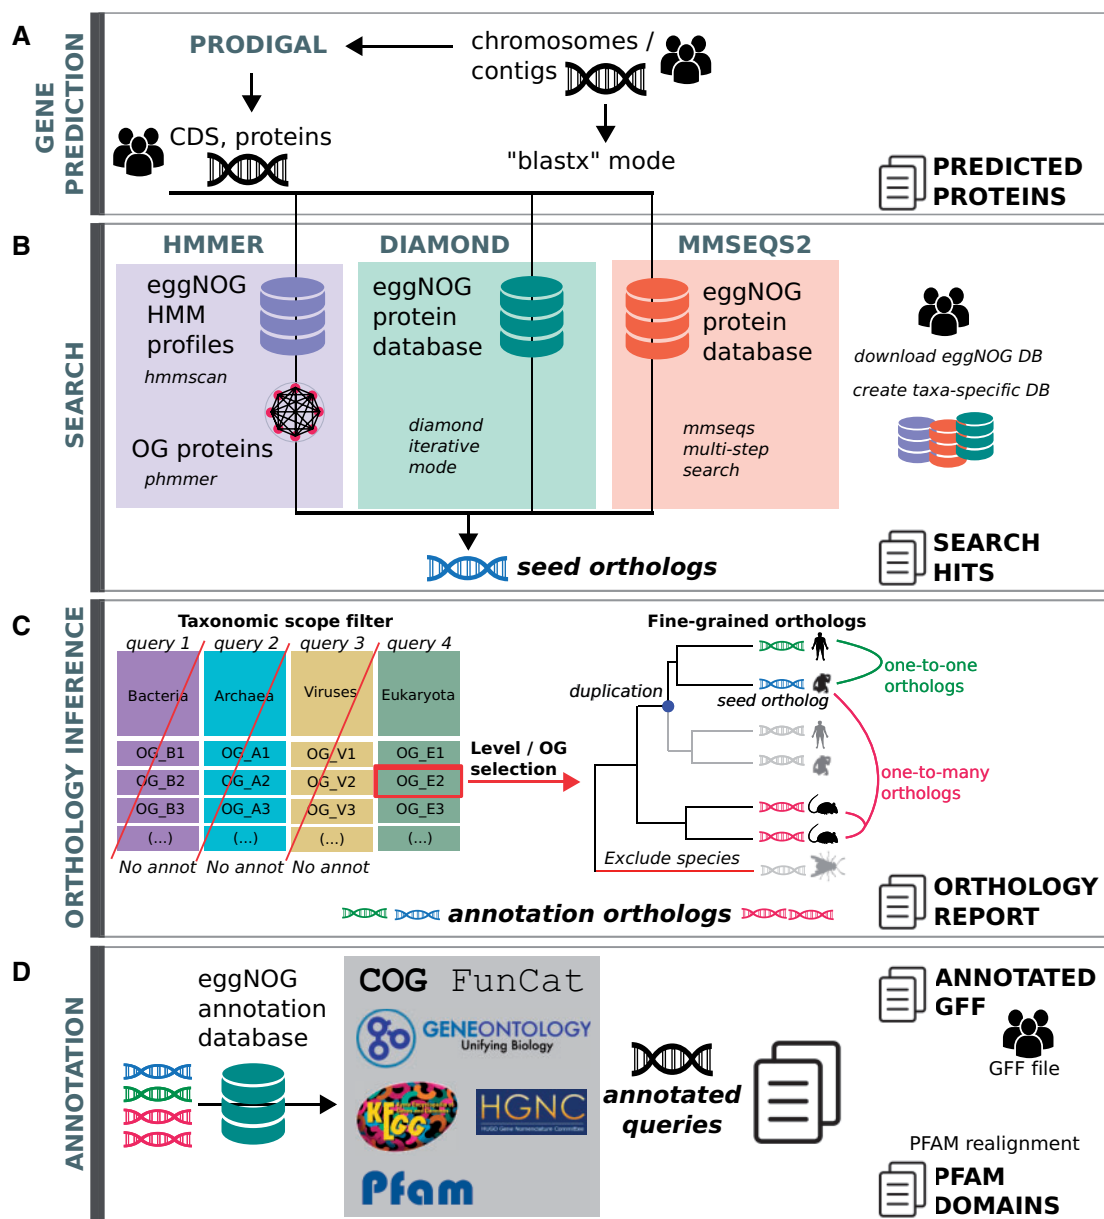 A
GENE
PREDICTION
PRODIGAL
chromosomes /
contigs
CDS, proteins
"blastx" mode
PREDICTED
PROTEINS
B
SEARCH
HMMER
eggNOG
HMM
profiles
hmmscan
OG proteins
phmmer
DIAMOND
eggNOG
protein
database
diamond
iterative
mode
MMSEQS2
eggNOG
protein
database
mmseqs
multi-step
search
download eggNOG DB
create taxa-specific DB
seed orthologs
SEARCH
HITS
C
ORTHOLOGY INFERENCE
Taxonomic scope filter
query 1 query 2 query 3 query 4
Bacteria Archaea Viruses Eukaryota
OG_B1 OG_A1 OG_V1 OG_E1
OG_B2 OG_A2 OG_V2 OG_E2
OG_B3 OG_A3 OG_V3 OG_E3
(...) (...) (...) (...)
No annot No annot No annot
Level / OG
selection
Fine-grained orthologs
duplication
seed ortholog
one-to-one
orthologs
one-to-many
orthologs
Exclude species
annotation orthologs
ORTHOLOGY
REPORT
D
ANNOTATION
eggNOG
annotation
database
COG FunCat
GENEONTOLOGY
Unifying Biology
KEGG
HGNC
HUGO Gene Nomenclature Committee
Pfam
annotated
queries
ANNOTATED
GFF
GFF file
PFAM realignment
PFAM
DOMAINS